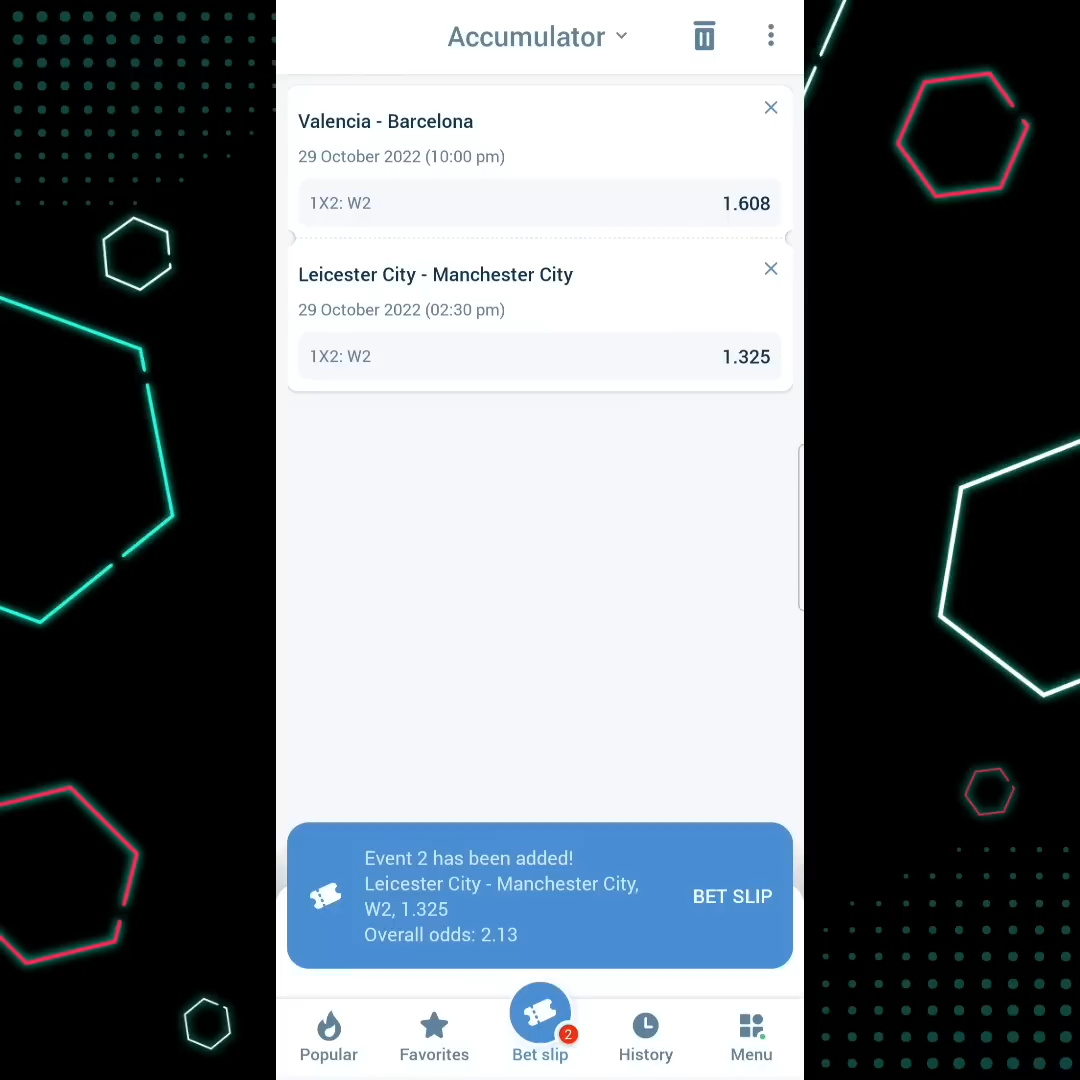 Accumulator
Valencia - Barcelona
29 October 2022 (10:00 pm)
1X2: W2 1.608
Leicester City - Manchester City
29 October 2022 (02:30 pm)
1X2: W2 1.325
Event 2 has been added!
Leicester City - Manchester City,
W2, 1.325
Overall odds: 2.13
BET SLIP
2
Popular Favorites Bet slip History Menu